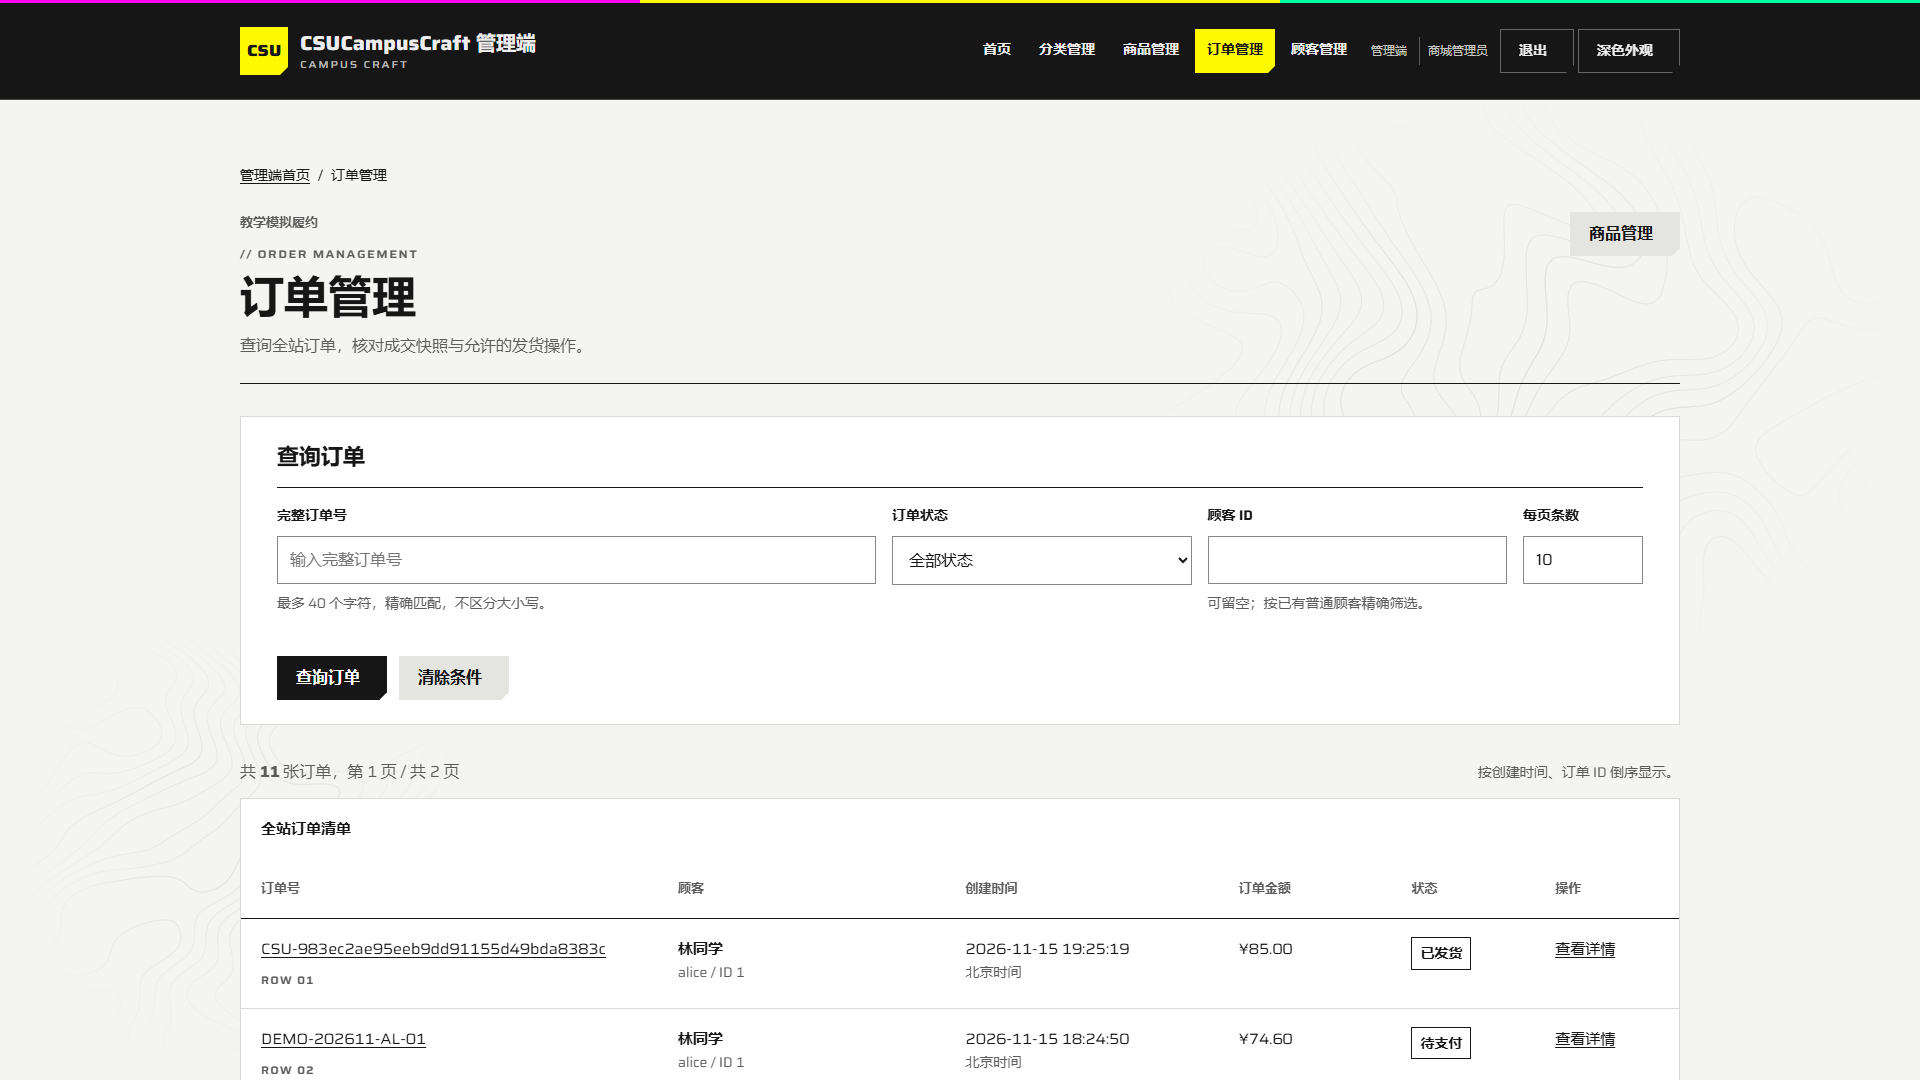 CSU
CSUCampusCraft 管理端
CAMPUS CRAFT
首页
分类管理
商品管理
订单管理
顾客管理
管理端
商城管理员
退出
深色外观
管理端首页 / 订单管理
教学模拟履约
// ORDER MANAGEMENT
订单管理
查询全站订单，核对成交快照与允许的发货操作。
商品管理
查询订单
完整订单号
订单状态
顾客 ID
每页条数
输入完整订单号
全部状态
10
最多 40 个字符，精确匹配，不区分大小写。
可留空；按已有普通顾客精确筛选。
查询订单
清除条件
共 11 张订单，第 1 页 / 共 2 页
按创建时间、订单 ID 倒序显示。
全站订单清单
订单号 顾客 创建时间 订单金额 状态 操作
CSU-983ec2ae95eeb9dd91155d49bda8383c 林同学 2026-11-15 19:25:19 ¥85.00 已发货 查看详情
alice / ID 1 北京时间
ROW 01
DEMO-202611-AL-01 林同学 2026-11-15 18:24:50 ¥74.60 待支付 查看详情
alice / ID 1 北京时间
ROW 02